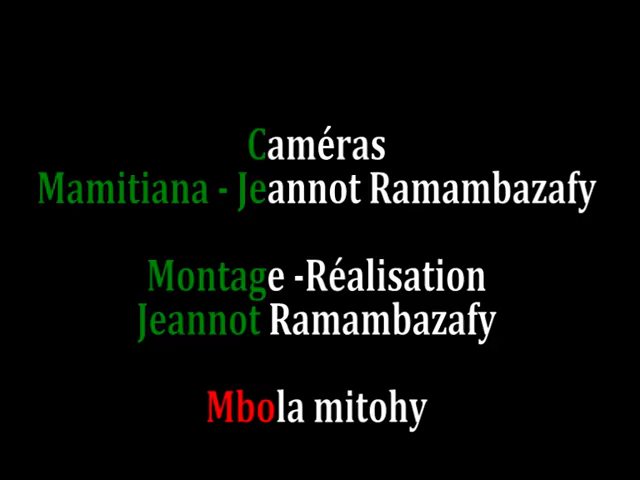 Caméras
Mamitiana - Jeannot Ramambazafy
Montage -Réalisation
Jeannot Ramambazafy
Mbola mitohy